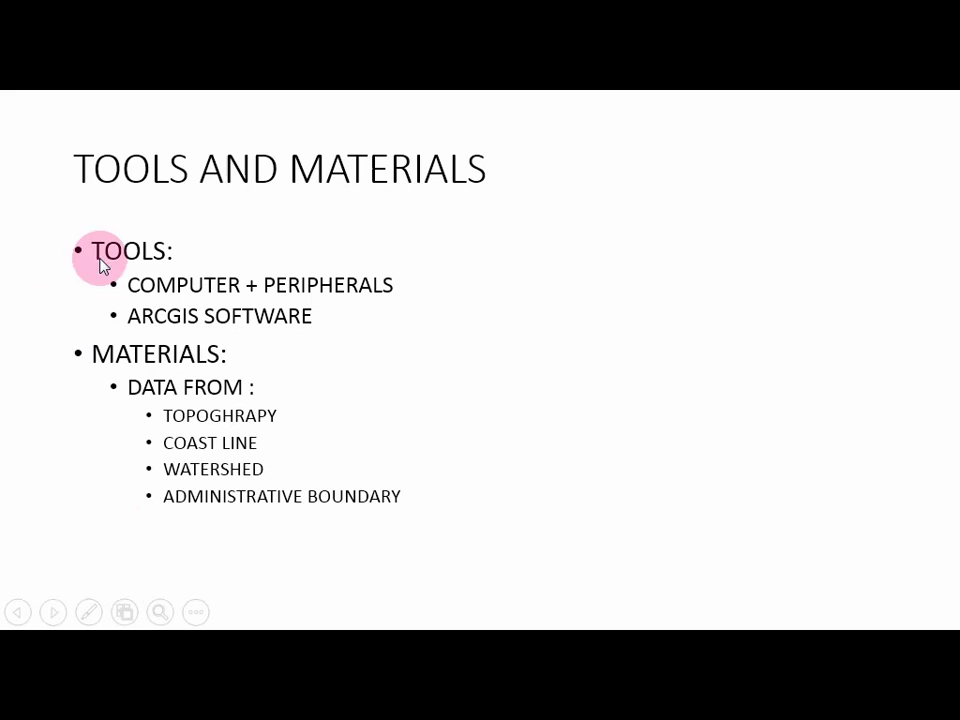 TOOLS AND MATERIALS
• TOOLS:
• COMPUTER + PERIPHERALS
• ARCGIS SOFTWARE
• MATERIALS:
• DATA FROM :
• TOPOGHRAPY
• COAST LINE
• WATERSHED
• ADMINISTRATIVE BOUNDARY